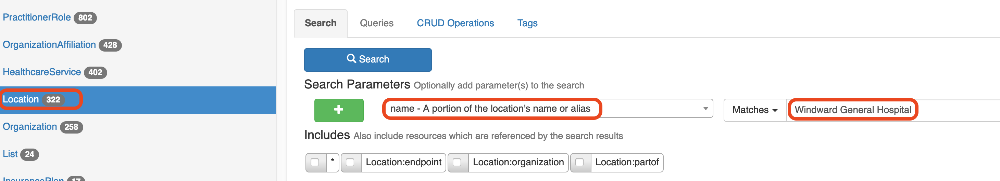 PractitionerRole 802
OrganizationAffiliation 428
HealthcareService 402
Location 322
Organization 258
List 24
InsurancePlan 17
Search Queries CRUD Operations Tags
Search
Search Parameters Optionally add parameter(s) to the search
+ name - A portion of the location's name or alias Matches Windward General Hospital
Includes Also include resources which are referenced by the search results
* Location:endpoint Location:organization Location:partof